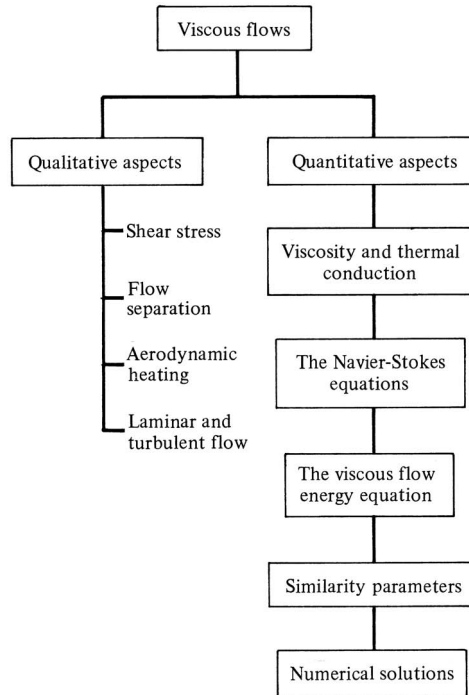 Viscous flows
Qualitative aspects
Shear stress
Flow
separation
Aerodynamic
heating
Laminar and
turbulent flow
Quantitative aspects
Viscosity and thermal
conduction
The Navier-Stokes
equations
The viscous flow
energy equation
Similarity parameters
Numerical solutions